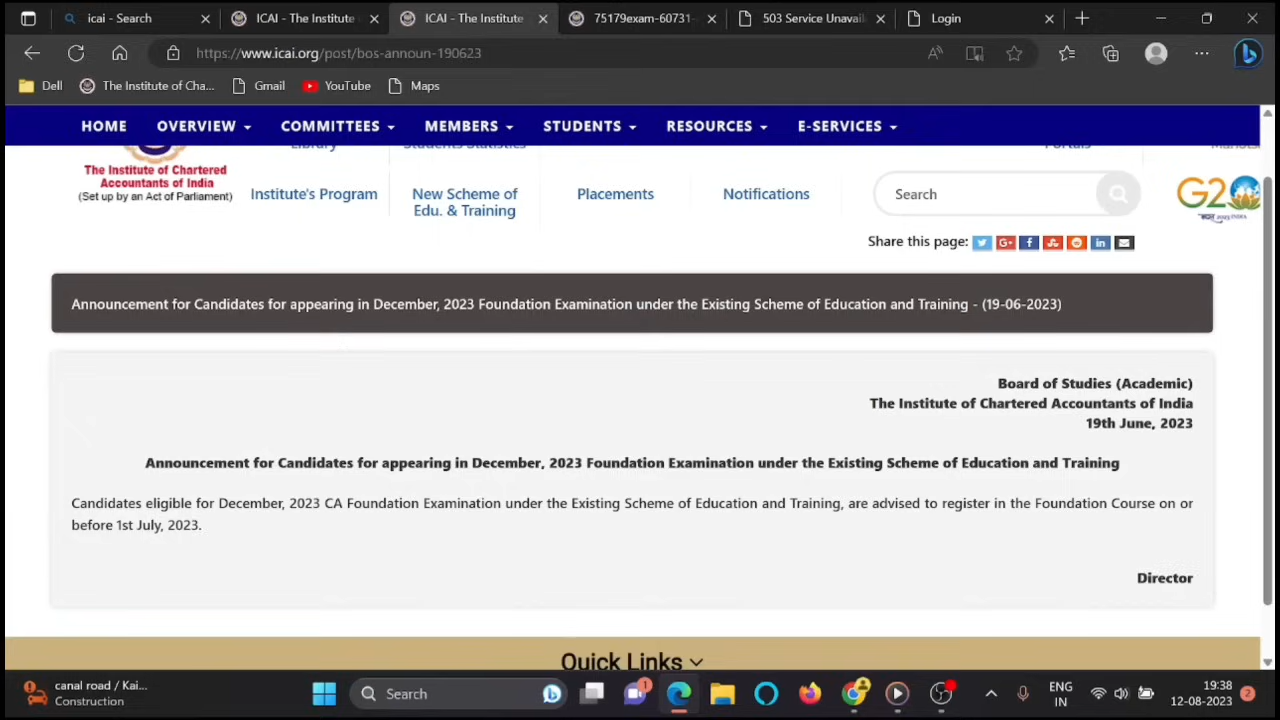 icai - Search
ICAI - The Institute
ICAI - The Institute
75179exam-60731-
503 Service Unavail
Login
https://www.icai.org/post/bos-announ-190623
Dell
The Institute of Cha...
Gmail
YouTube
Maps
HOME OVERVIEW COMMITTEES MEMBERS STUDENTS RESOURCES E-SERVICES
Library
Students Statistics
Portals
The Institute of Chartered
Accountants of India
(Set up by an Act of Parliament)
Institute's Program
New Scheme of
Edu. & Training
Placements
Notifications
Search
G20
Share this page:
Announcement for Candidates for appearing in December, 2023 Foundation Examination under the Existing Scheme of Education and Training - (19-06-2023)
Board of Studies (Academic)
The Institute of Chartered Accountants of India
19th June, 2023
Announcement for Candidates for appearing in December, 2023 Foundation Examination under the Existing Scheme of Education and Training
Candidates eligible for December, 2023 CA Foundation Examination under the Existing Scheme of Education and Training, are advised to register in the Foundation Course on or
before 1st July, 2023.
Director
Quick Links
canal road / Kai...
Construction
Search
1
ENG
IN
19:38
12-08-2023
2